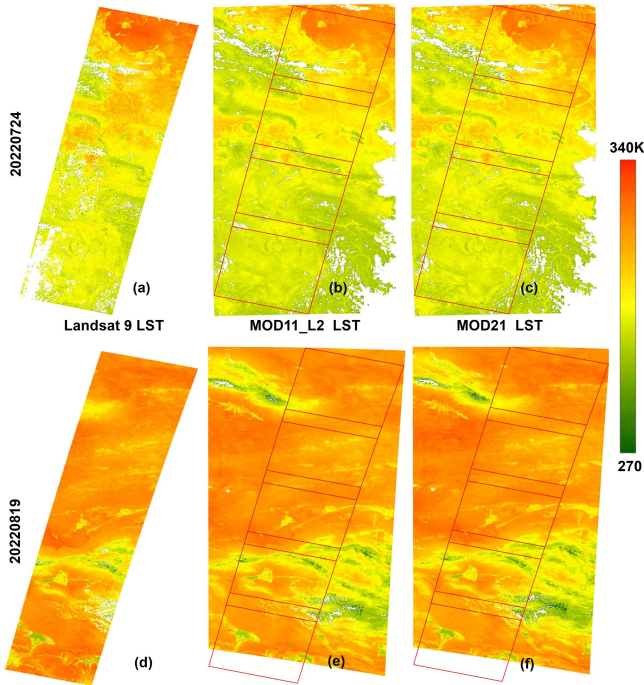 20220724
340K
(a)
(b)
(c)
Landsat 9 LST
MOD11_L2 LST
MOD21 LST
270
20220819
(d)
(e)
(f)